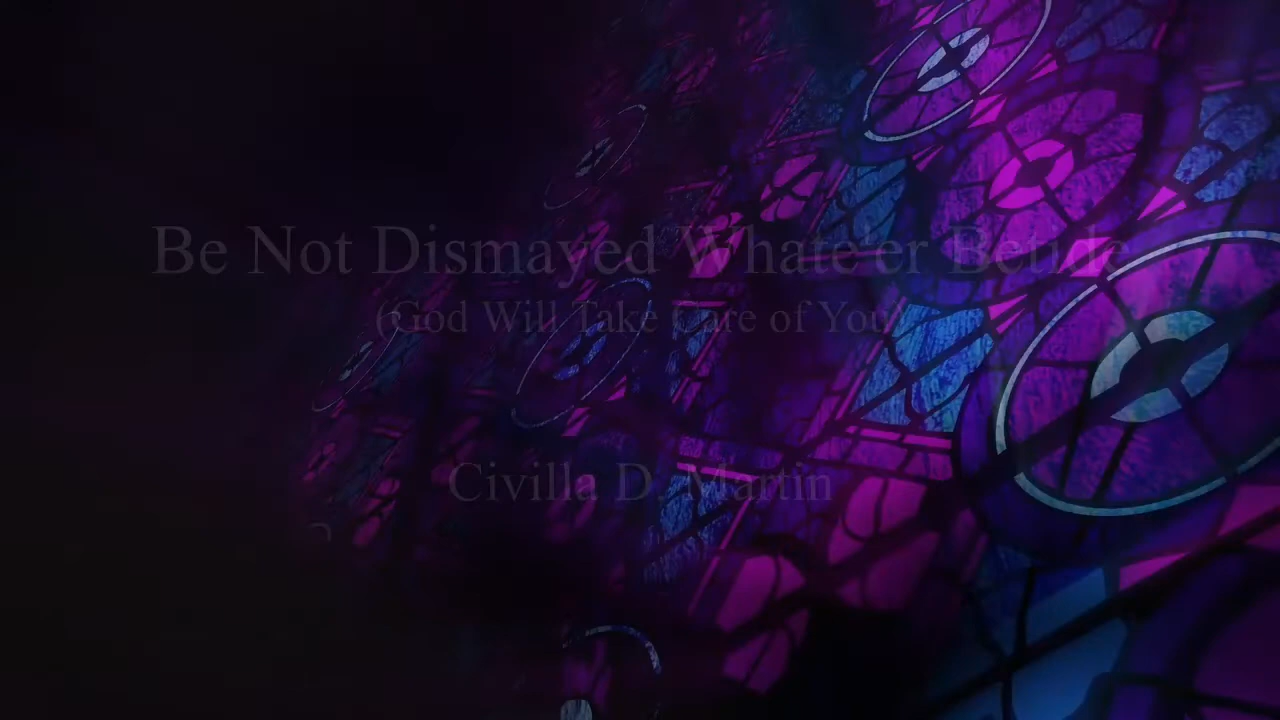 Be Not Dismayed Whate'er Betide
(God Will Take Care of You)
Civilla D. Martin